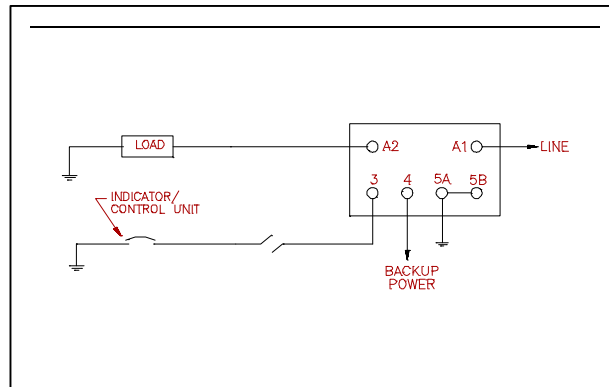 LOAD
A2
A1
LINE
3
4
5A
5B
INDICATOR/
CONTROL UNIT
BACKUP
POWER